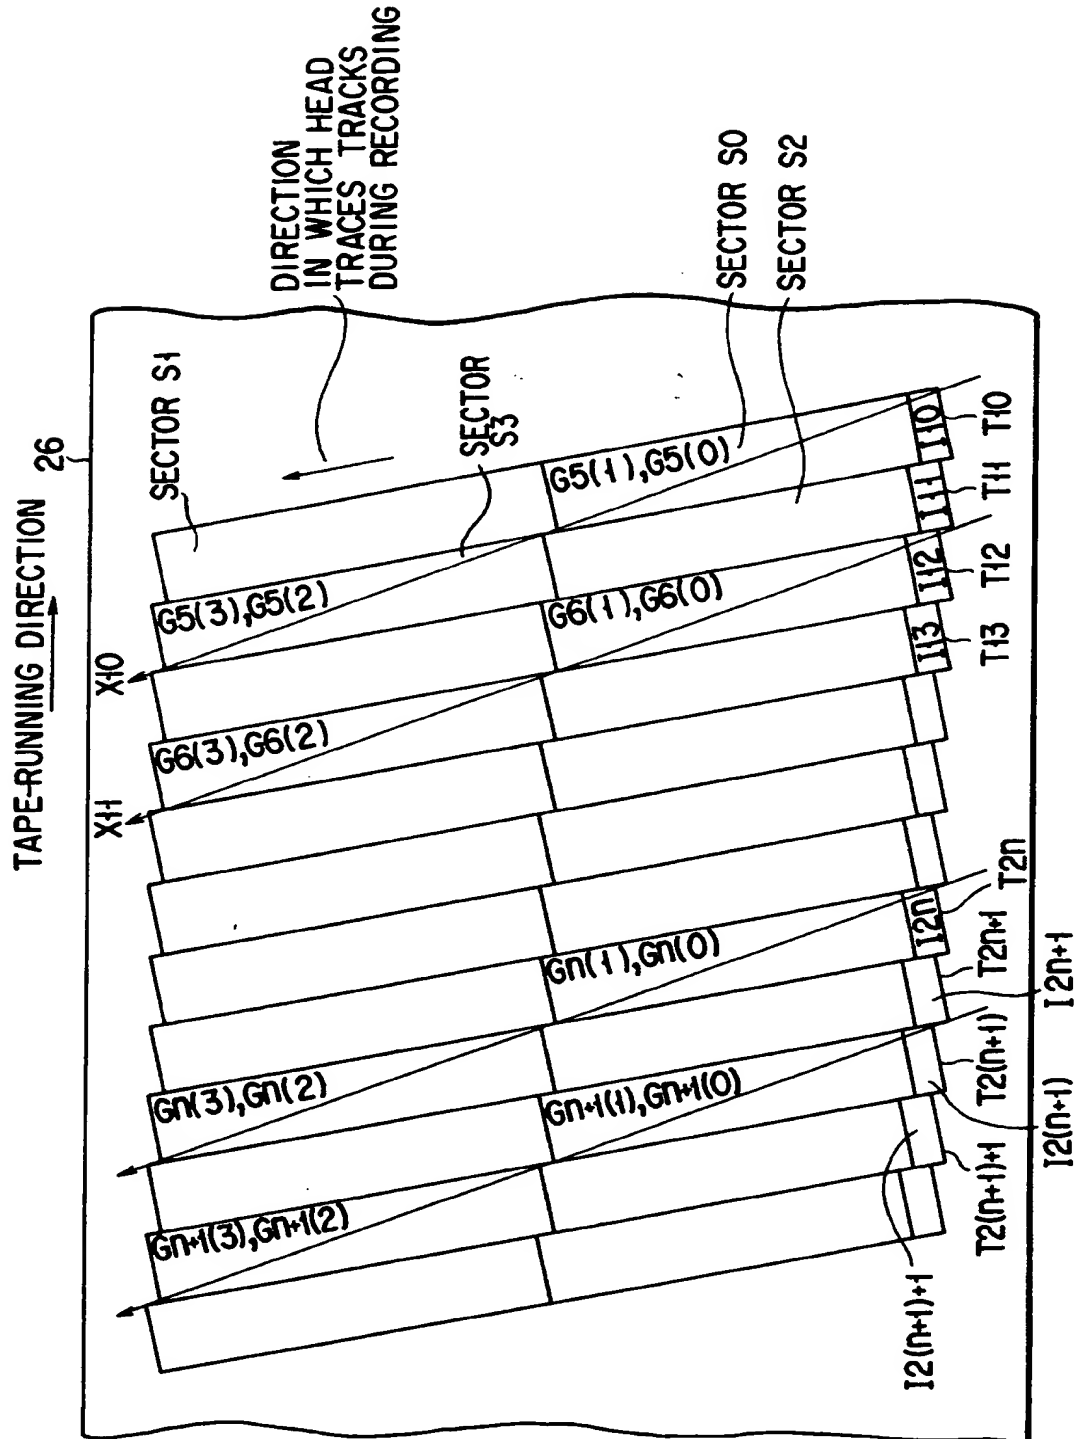 TAPE-RUNNING DIRECTION
26
SECTOR S1
DIRECTION
IN WHICH HEAD
TRACES TRACKS
DURING RECORDING
SECTOR
S3
SECTOR S0
SECTOR S2
X10
X11
G5(3),G5(2)
G6(3),G6(2)
Gn(3),Gn(2)
Gn+1(3),Gn+1(2)
G5(1),G5(0)
G6(1),G6(0)
Gn(1),Gn(0)
Gn+1(1),Gn+1(0)
I10
I11
I12
I13
I2n
T10
T11
T12
T13
T2n
T2n+1
I2n+1
T2(n+1)
I2(n+1)
T2(n+1)+1
I2(n+1)+1